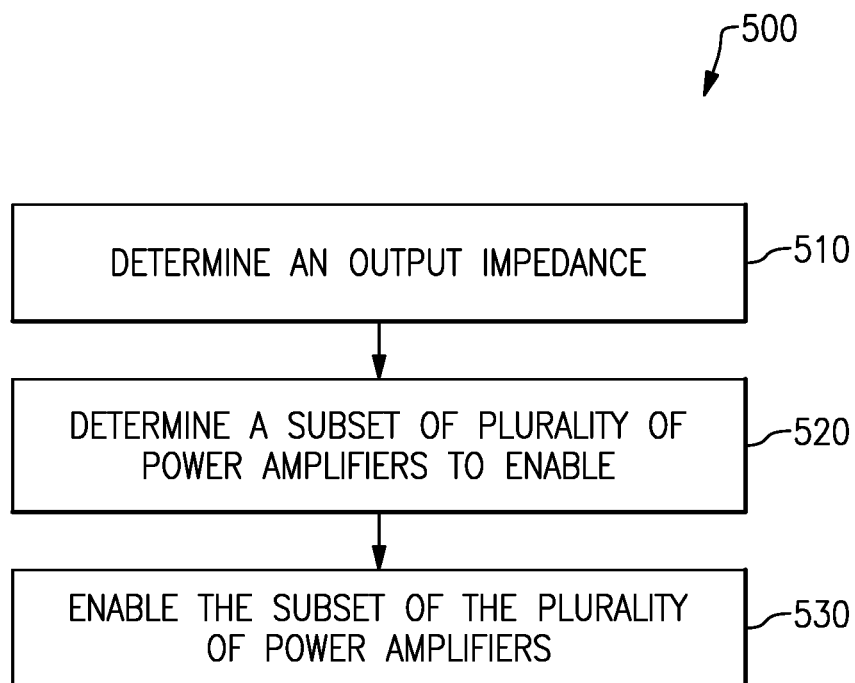 500
DETERMINE AN OUTPUT IMPEDANCE
510
DETERMINE A SUBSET OF PLURALITY OF
POWER AMPLIFIERS TO ENABLE
520
ENABLE THE SUBSET OF THE PLURALITY
OF POWER AMPLIFIERS
530